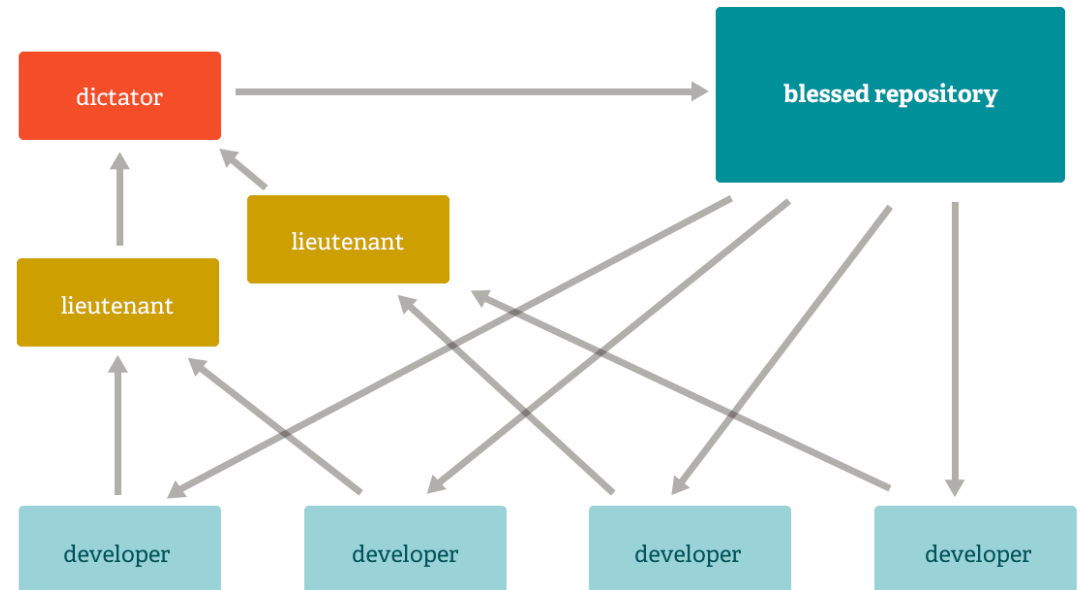 dictator
blessed repository
lieutenant
lieutenant
developer
developer
developer
developer